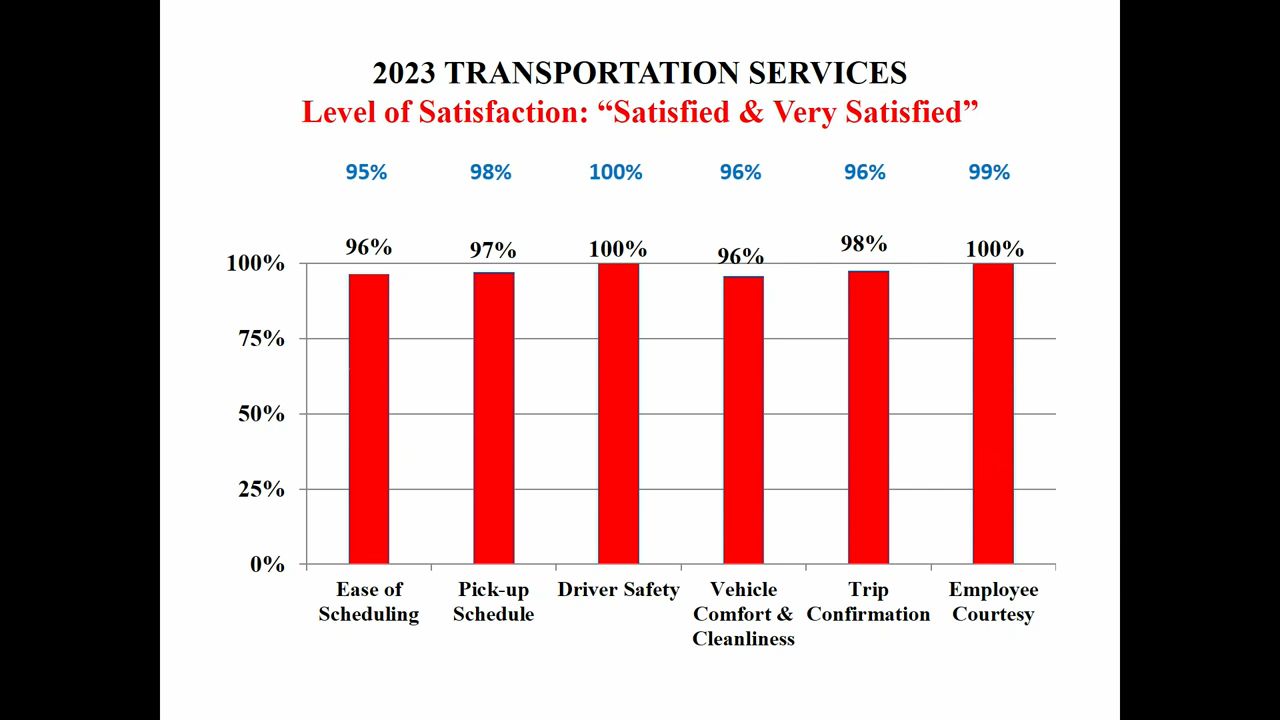 2023 TRANSPORTATION SERVICES
Level of Satisfaction: “Satisfied & Very Satisfied”
95% 98% 100% 96% 96% 99%
96% 97% 100% 96% 98% 100%
100%
75%
50%
25%
0%
Ease of Scheduling
Pick-up Schedule
Driver Safety
Vehicle Comfort & Cleanliness
Trip Confirmation
Employee Courtesy